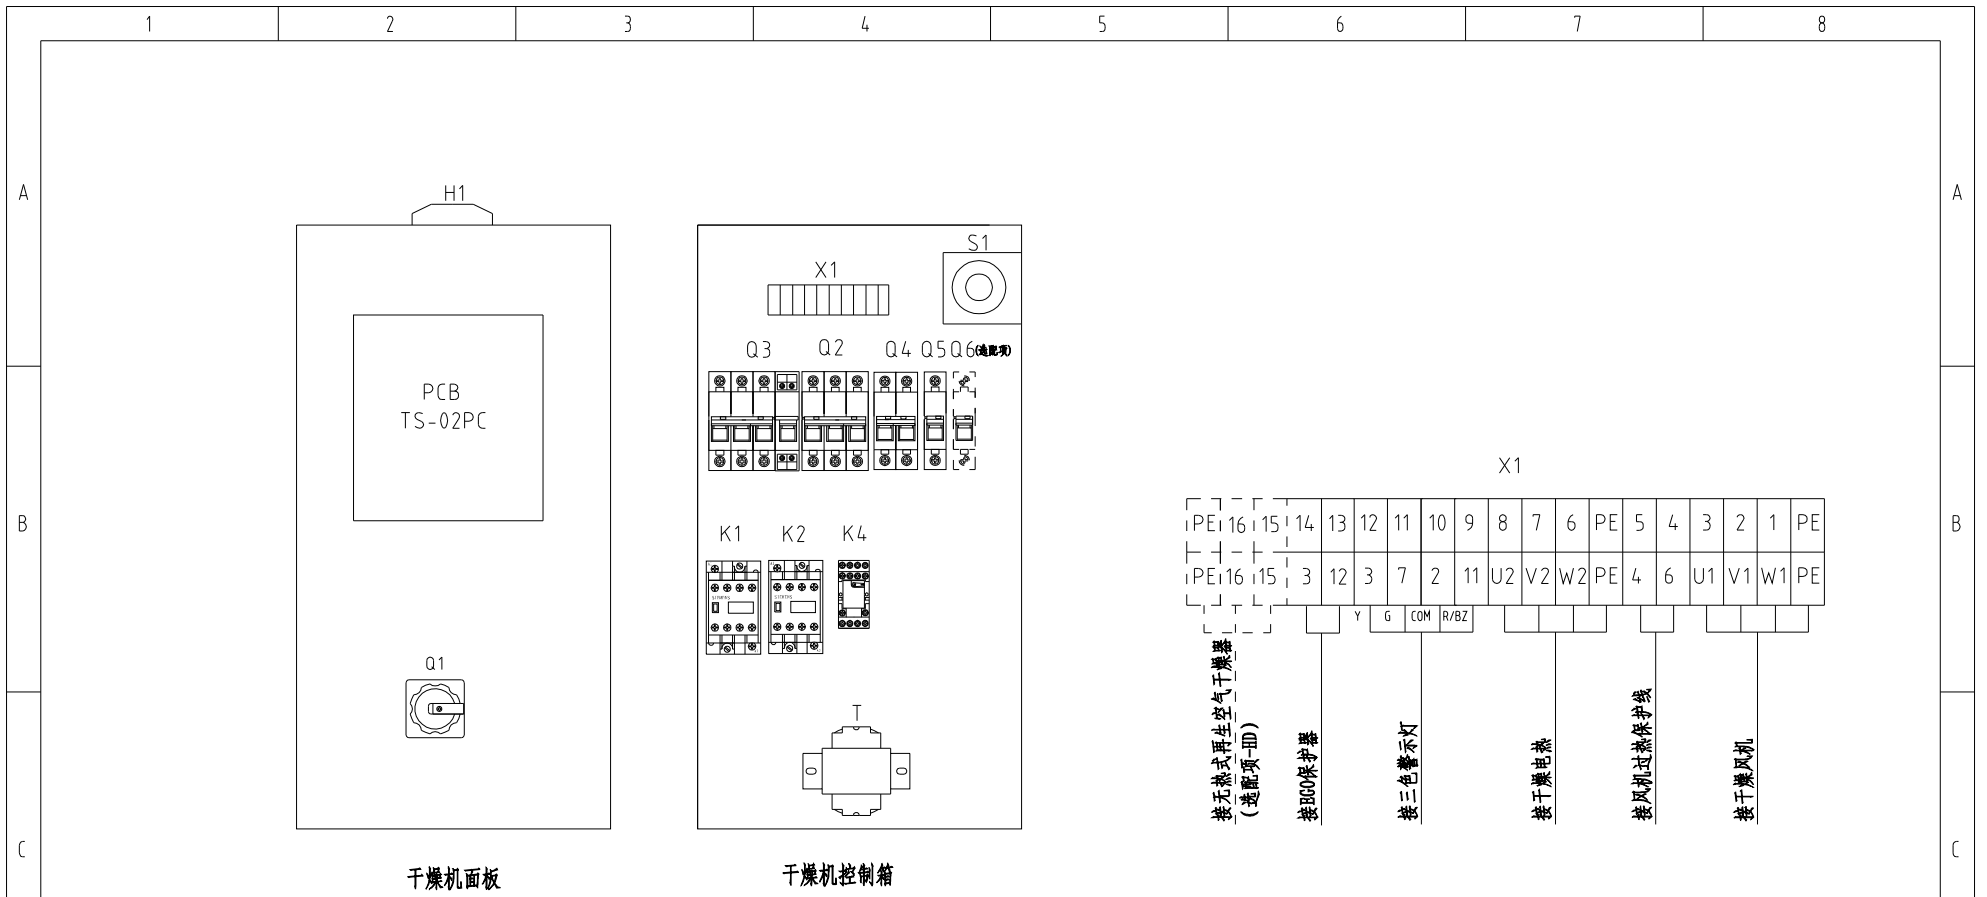 1 2 3 4 5 6 7 8
A A
H1
S1
X1
Q3 Q2 Q4 Q5 Q6(选配项)
PCB
TS-02PC
X1
B B
PE 16 15 14 13 12 11 10 9 8 7 6 PE 5 4 3 2 1 PE
K1 K2 K4
PE 16 15 3 12 3 7 2 11 U2 V2 W2 PE 4 6 U1 V1 W1 PE
SIEMENS SIEMENS
Y G COM R/BZ
Q1
T
接无热式再生空气干燥器
(选配项-HD)
接EGO保护器
接三色警示灯
接干燥电热
接风机过热保护线
接干燥风机
C C
干燥机面板
干燥机控制箱